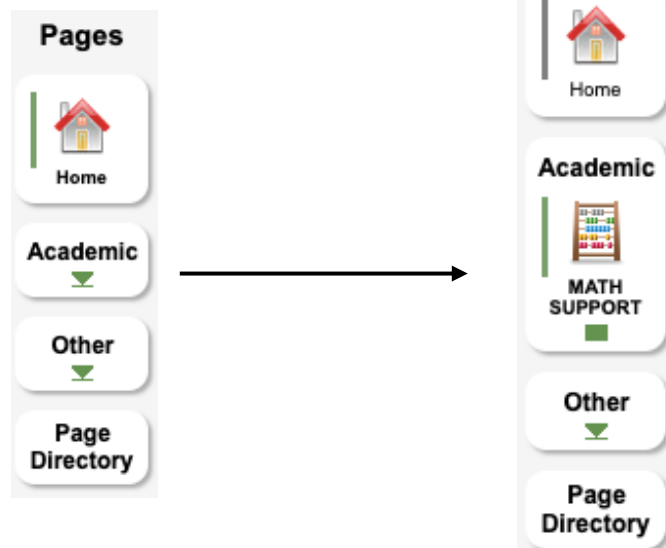 Pages
Home
Academic
Other
Page
Directory
Home
Academic
MATH
SUPPORT
Other
Page
Directory